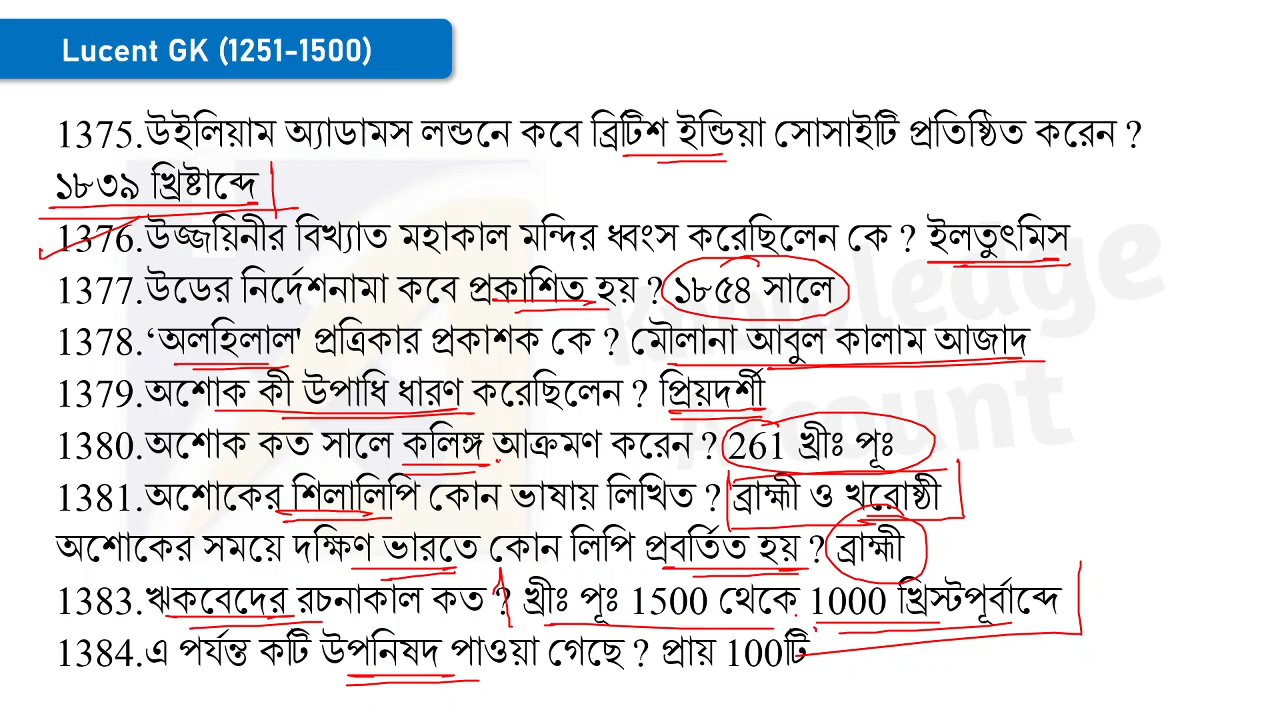 Lucent GK (1251-1500)
1375.উইলিয়াম অ্যাডামস লন্ডনে কবে ব্রিটিশ ইন্ডিয়া সোসাইটি প্রতিষ্ঠিত করেন ?
১৮৩৯ খ্রিষ্টাব্দে
1376.উজ্জয়িনীর বিখ্যাত মহাকাল মন্দির ধ্বংস করেছিলেন কে ? ইলতুৎমিস
1377.উডের নির্দেশনামা কবে প্রকাশিত হয় ? ১৮৫৪ সালে
1378.‘অলহিলাল' প্রত্রিকার প্রকাশক কে ? মৌলানা আবুল কালাম আজাদ
1379.অশোক কী উপাধি ধারণ করেছিলেন ? প্রিয়দর্শী
1380.অশোক কত সালে কলিঙ্গ আক্রমণ করেন ? 261 খ্রীঃ পূঃ
1381.অশোকের শিলালিপি কোন ভাষায় লিখিত ? ব্রাহ্মী ও খরোষ্ঠী
অশোকের সময়ে দক্ষিণ ভারতে কোন লিপি প্রবর্তিত হয় ? ব্রাহ্মী
1383.ঋকবেদের রচনাকাল কত ? খ্রীঃ পূঃ 1500 থেকে 1000 খ্রিস্টপূর্বাব্দে
1384.এ পর্যন্ত কটি উপনিষদ পাওয়া গেছে ? প্রায় 100টি
Knowledge
Account